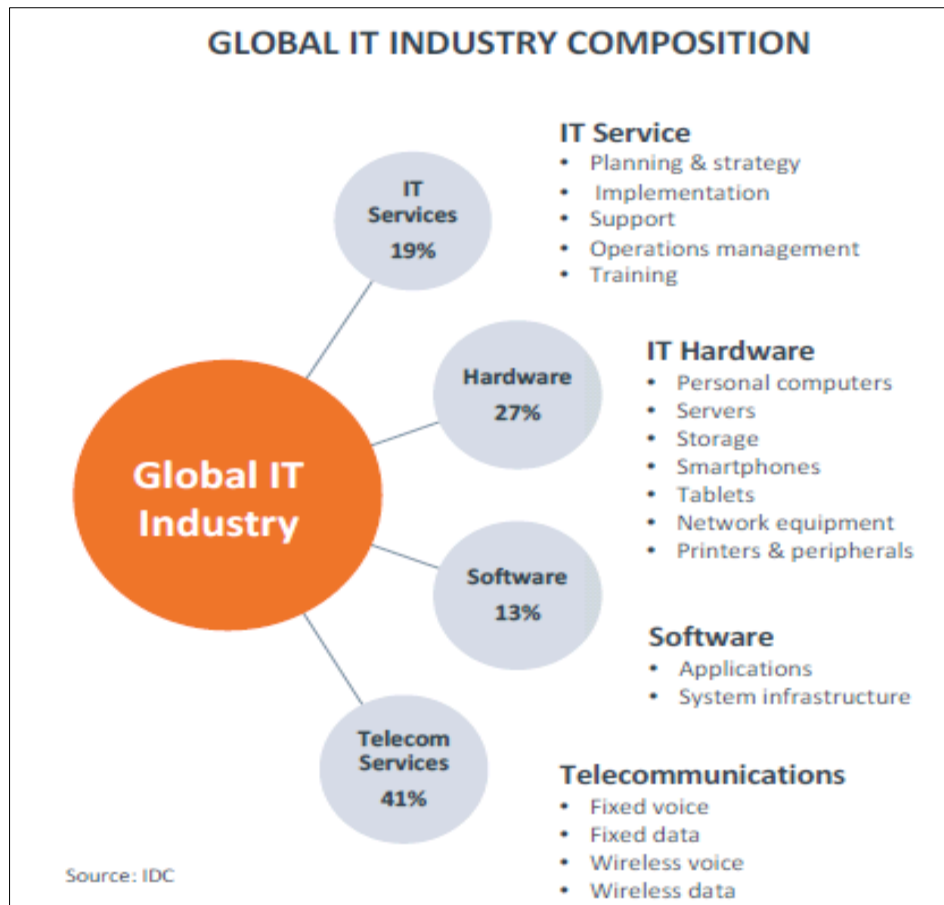 GLOBAL IT INDUSTRY COMPOSITION
IT
Services
19%
IT Service
• Planning & strategy
• Implementation
• Support
• Operations management
• Training
Hardware
27%
IT Hardware
• Personal computers
• Servers
• Storage
• Smartphones
• Tablets
• Network equipment
• Printers & peripherals
Global IT
Industry
Software
13%
Software
• Applications
• System infrastructure
Telecom
Services
41%
Telecommunications
• Fixed voice
• Fixed data
• Wireless voice
• Wireless data
Source: IDC